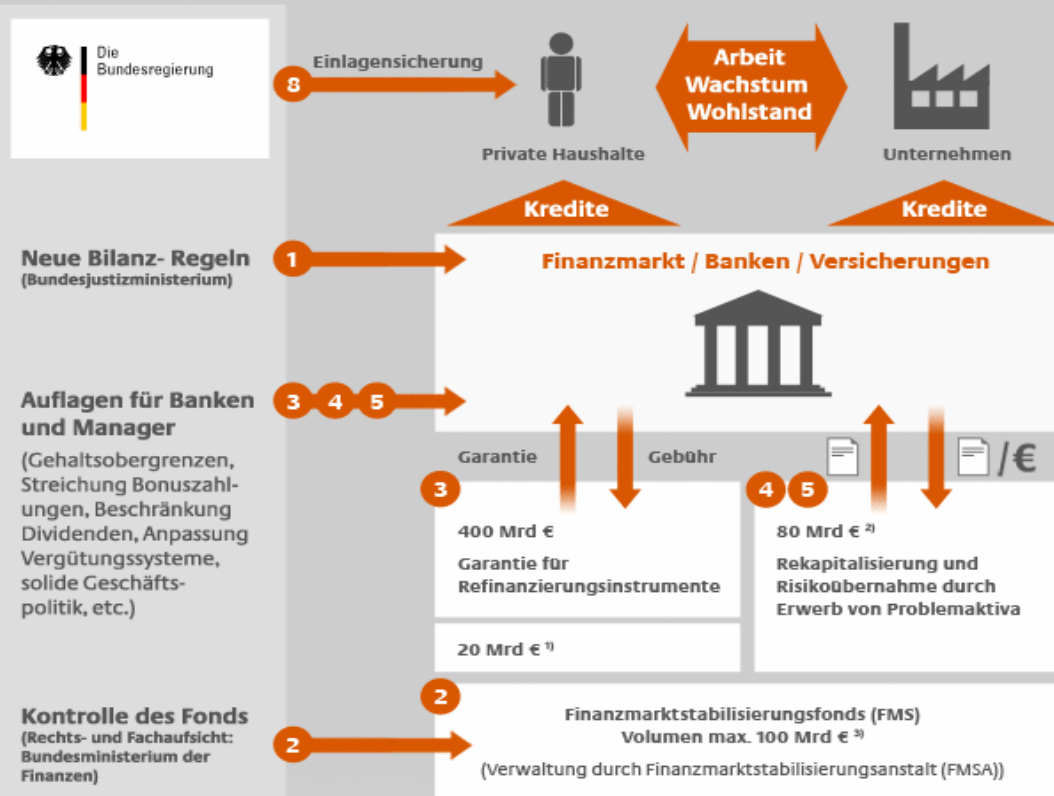 Die
Bundesregierung
8
Einlagensicherung
Private Haushalte
Arbeit
Wachstum
Wohlstand
Unternehmen
Kredite
Kredite
Neue Bilanz- Regeln
(Bundesjustizministerium)
1
Finanzmarkt / Banken / Versicherungen
Auflagen für Banken
und Manager
(Gehaltsobergrenzen,
Streichung Bonuszahl-
ungen, Beschränkung
Dividenden, Anpassung
Vergütungssysteme,
solide Geschäfts-
politik, etc.)
3 4 5
Garantie
Gebühr
/€
3
400 Mrd €
Garantie für
Refinanzierungsinstrumente
20 Mrd € 1)
4 5
80 Mrd € 2)
Rekapitalisierung und
Risikoübernahme durch
Erwerb von Problemaktiva
Kontrolle des Fonds
(Rechts- und Fachaufsicht:
Bundesministerium der
Finanzen)
2
2
Finanzmarktstabilisierungsfonds (FMS)
Volumen max. 100 Mrd € 3)
(Verwaltung durch Finanzmarktstabilisierungsanstalt (FMSA))